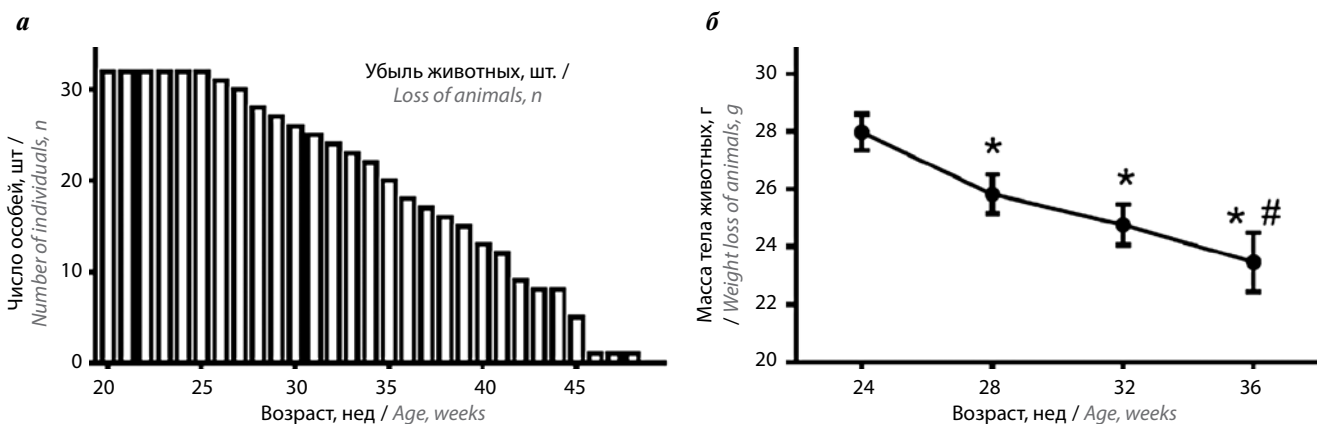 а
30
20
10
0
Число особей, шт /
Number of individuals, n
Убыль животных, шт. /
Loss of animals, n
20 25 30 35 40 45
Возраст, нед / Age, weeks
б
30
28
26
24
22
20
Масса тела животных, г
/ Weight loss of animals, g
*
*
* #
24 28 32 36
Возраст, нед / Age, weeks